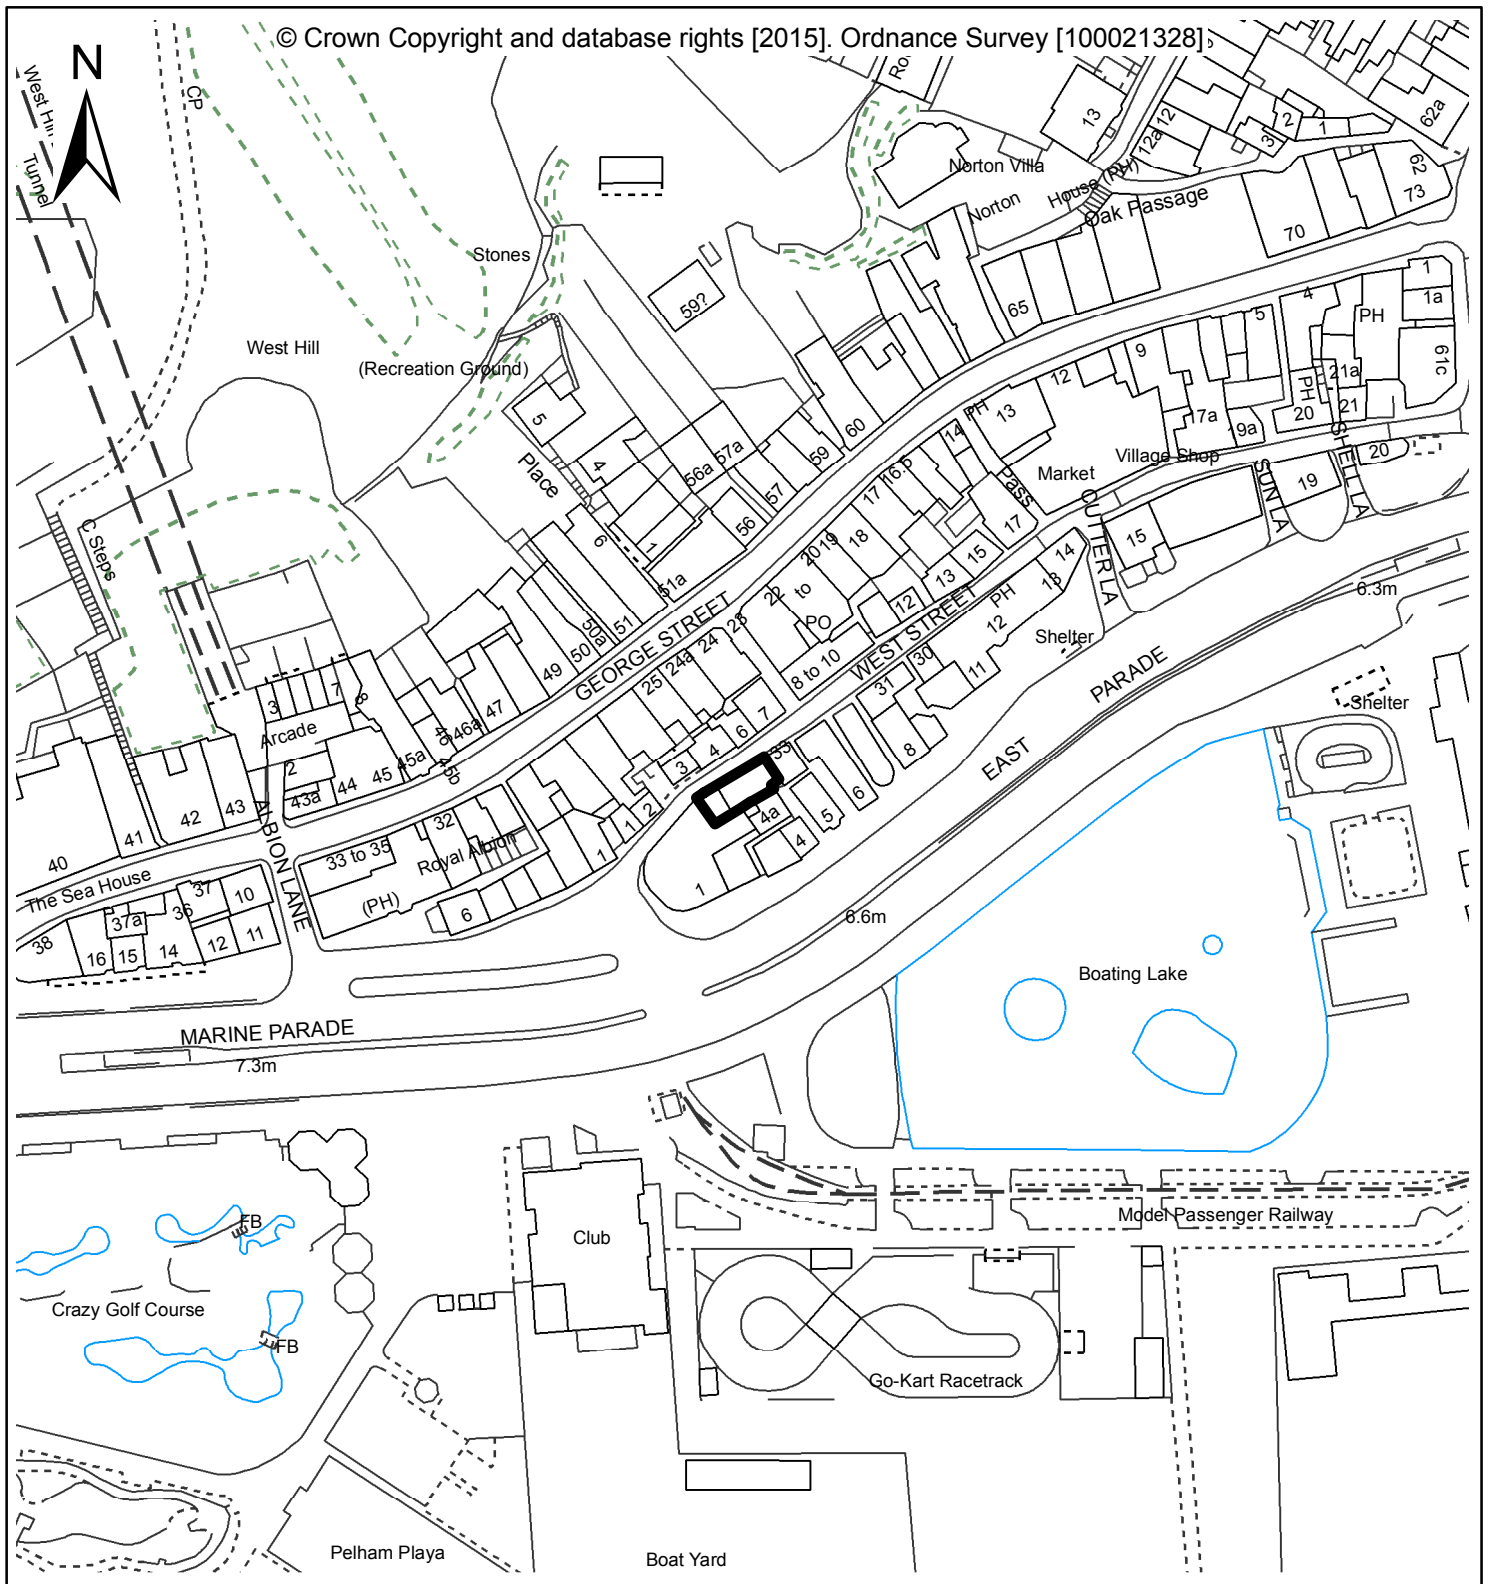 © Crown Copyright and database rights [2015]. Ordnance Survey [100021328]
N
West Hill
Tunnel
CP
13
12
12a
2
1
3
62a
Norton Villa
Norton
House (PH)
Oak Passage
62
73
70
Stones
59?
65
West Hill
(Recreation Ground)
1
1a
4
PH
5
61c
9
12
13
PH
14
21a
21
PH
20
17a
19a
5
Place
4
60
59
57a
56a
57
56
Market
Village Shop
SHELL LA
20
SUN LA
19
Pass
17
CUTTER LA
15
16.5
17
18
2019
22
to
PO
C Steps
6
1
51a
51
50a
50
49
GEORGE STREET
23
24
24a
25
15
13
12
14
13
PH
12
WEST STREET
8 to 10
Shelter
6.3m
PARADE
11
30
31
8
EAST
Shelter
3
7
8
Arcade
2
43a
44
45
45a
45b
46
46a
47
7
6
4
3
33
6
5
4a
4
2
1
1
1
40
41
42
43
ALBION LANE
32
33 to 35
Royal Albion
(PH)
6
The Sea House
37
10
36
37a
38
16
15
14
12
11
6.6m
Boating Lake
MARINE PARADE
7.3m
FB
Club
Model Passenger Railway
Crazy Golf Course
FB
Go-Kart Racetrack
Pelham Playa
Boat Yard